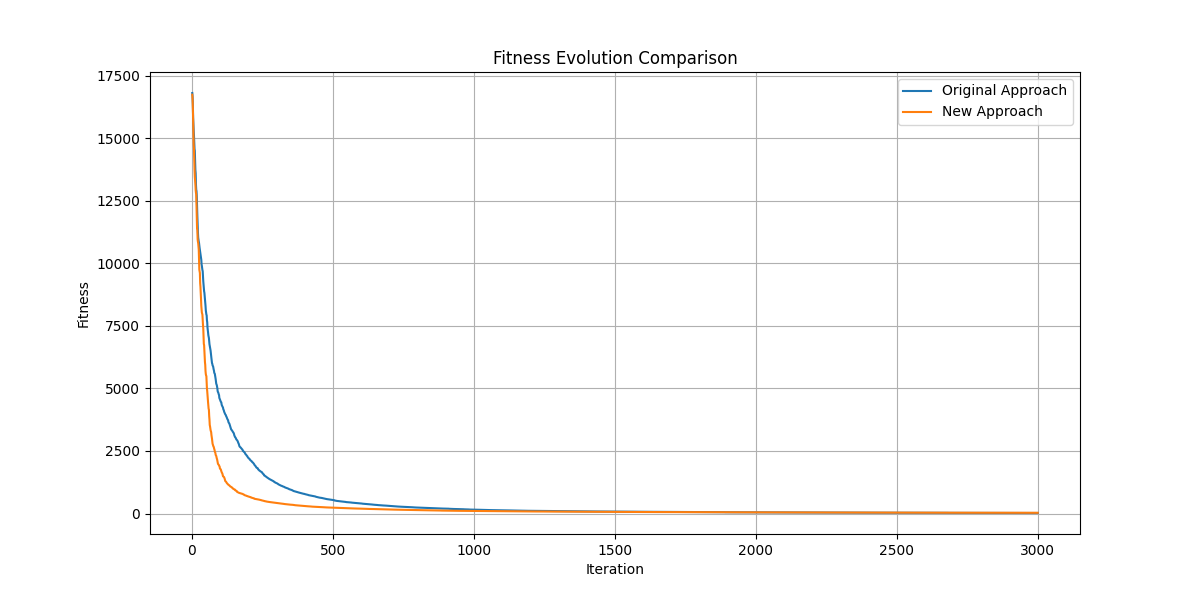 Fitness Evolution Comparison
Original Approach
New Approach
Fitness
17500
15000
12500
10000
7500
5000
2500
0
0 500 1000 1500 2000 2500 3000
Iteration